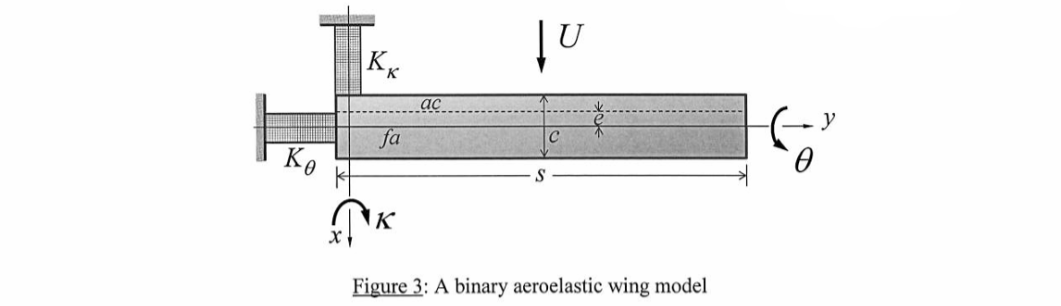 U
K_κ
ac
e
y
fa
c
K_θ
θ
s
κ
x
Figure 3: A binary aeroelastic wing model